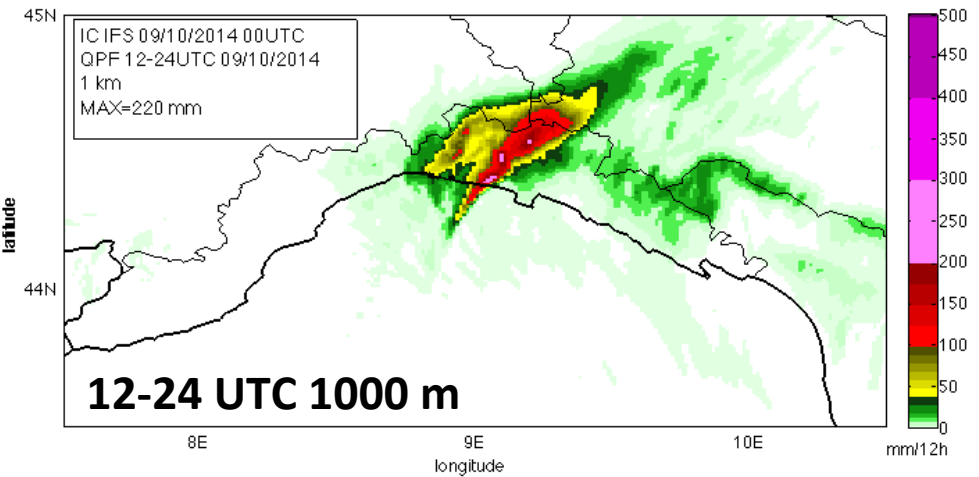 45N
IC IFS 09/10/2014 00UTC
QPF 12-24UTC 09/10/2014
1 km
MAX=220 mm
latitude
44N
12-24 UTC 1000 m
8E
9E
10E
longitude
500
450
400
350
300
250
200
150
100
50
0
mm/12h